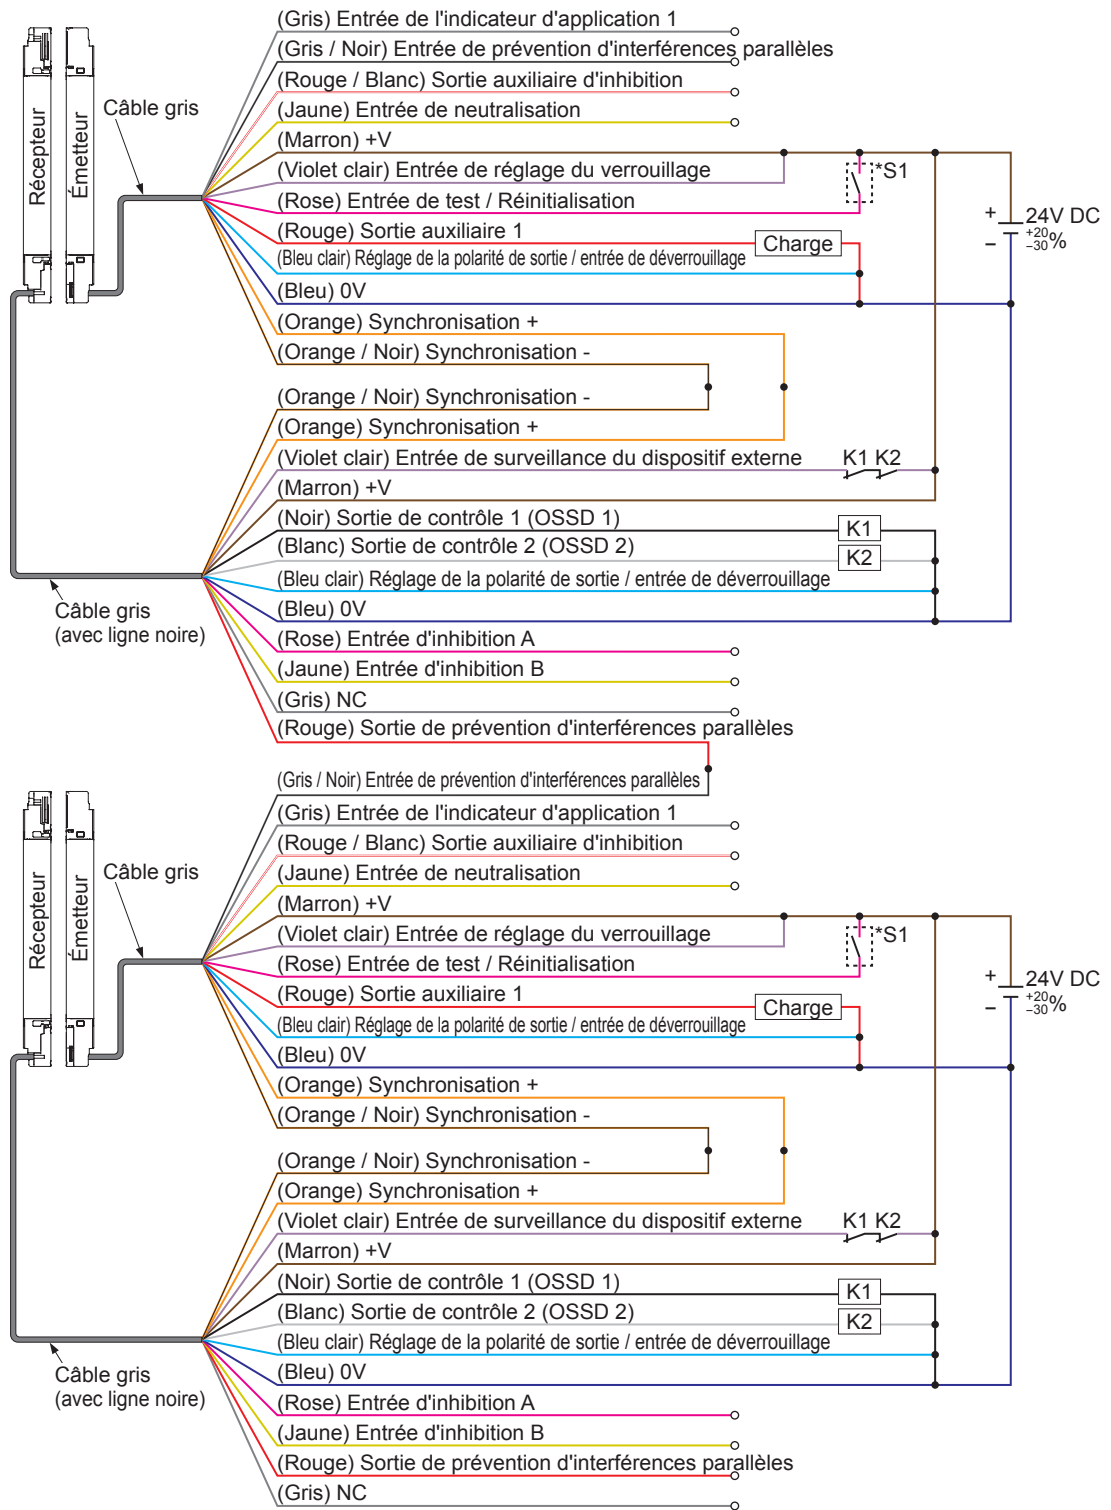 (Gris) Entrée de l'indicateur d'application 1
(Gris / Noir) Entrée de prévention d'interférences parallèles
(Rouge / Blanc) Sortie auxiliaire d'inhibition
(Jaune) Entrée de neutralisation
(Marron) +V
(Violet clair) Entrée de réglage du verrouillage
(Rose) Entrée de test / Réinitialisation
(Rouge) Sortie auxiliaire 1
(Bleu clair) Réglage de la polarité de sortie / entrée de déverrouillage
(Bleu) 0V
(Orange) Synchronisation +
(Orange / Noir) Synchronisation -
Récepteur
Émetteur
Câble gris
*S1
Charge
+
−
24V DC
+20
−30 %
(Orange / Noir) Synchronisation -
(Orange) Synchronisation +
(Violet clair) Entrée de surveillance du dispositif externe
K1 K2
(Marron) +V
(Noir) Sortie de contrôle 1 (OSSD 1)
K1
(Blanc) Sortie de contrôle 2 (OSSD 2)
K2
(Bleu clair) Réglage de la polarité de sortie / entrée de déverrouillage
(Bleu) 0V
(Rose) Entrée d'inhibition A
(Jaune) Entrée d'inhibition B
(Gris) NC
(Rouge) Sortie de prévention d'interférences parallèles
Câble gris
(avec ligne noire)
(Gris / Noir) Entrée de prévention d'interférences parallèles
(Gris) Entrée de l'indicateur d'application 1
(Rouge / Blanc) Sortie auxiliaire d'inhibition
(Jaune) Entrée de neutralisation
(Marron) +V
(Violet clair) Entrée de réglage du verrouillage
(Rose) Entrée de test / Réinitialisation
(Rouge) Sortie auxiliaire 1
(Bleu clair) Réglage de la polarité de sortie / entrée de déverrouillage
(Bleu) 0V
(Orange) Synchronisation +
(Orange / Noir) Synchronisation -
Récepteur
Émetteur
Câble gris
*S1
Charge
+
−
24V DC
+20
−30 %
(Orange / Noir) Synchronisation -
(Orange) Synchronisation +
(Violet clair) Entrée de surveillance du dispositif externe
K1 K2
(Marron) +V
(Noir) Sortie de contrôle 1 (OSSD 1)
K1
(Blanc) Sortie de contrôle 2 (OSSD 2)
K2
(Bleu clair) Réglage de la polarité de sortie / entrée de déverrouillage
(Bleu) 0V
(Rose) Entrée d'inhibition A
(Jaune) Entrée d'inhibition B
(Rouge) Sortie de prévention d'interférences parallèles
(Gris) NC
Câble gris
(avec ligne noire)